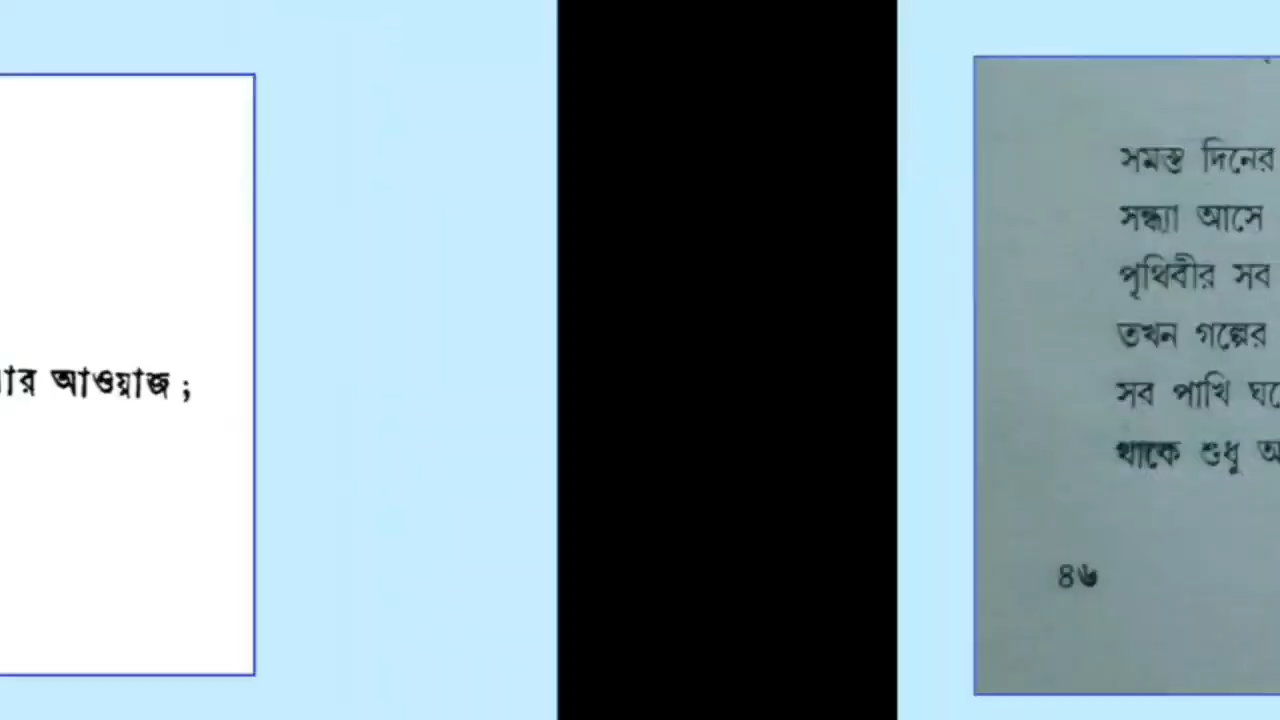 আওয়াজ ;
সমস্ত দিনের
সন্ধ্যা আসে
পৃথিবীর সব
তখন গল্পের
সব পাখি
থাকে শুধু
৪৬